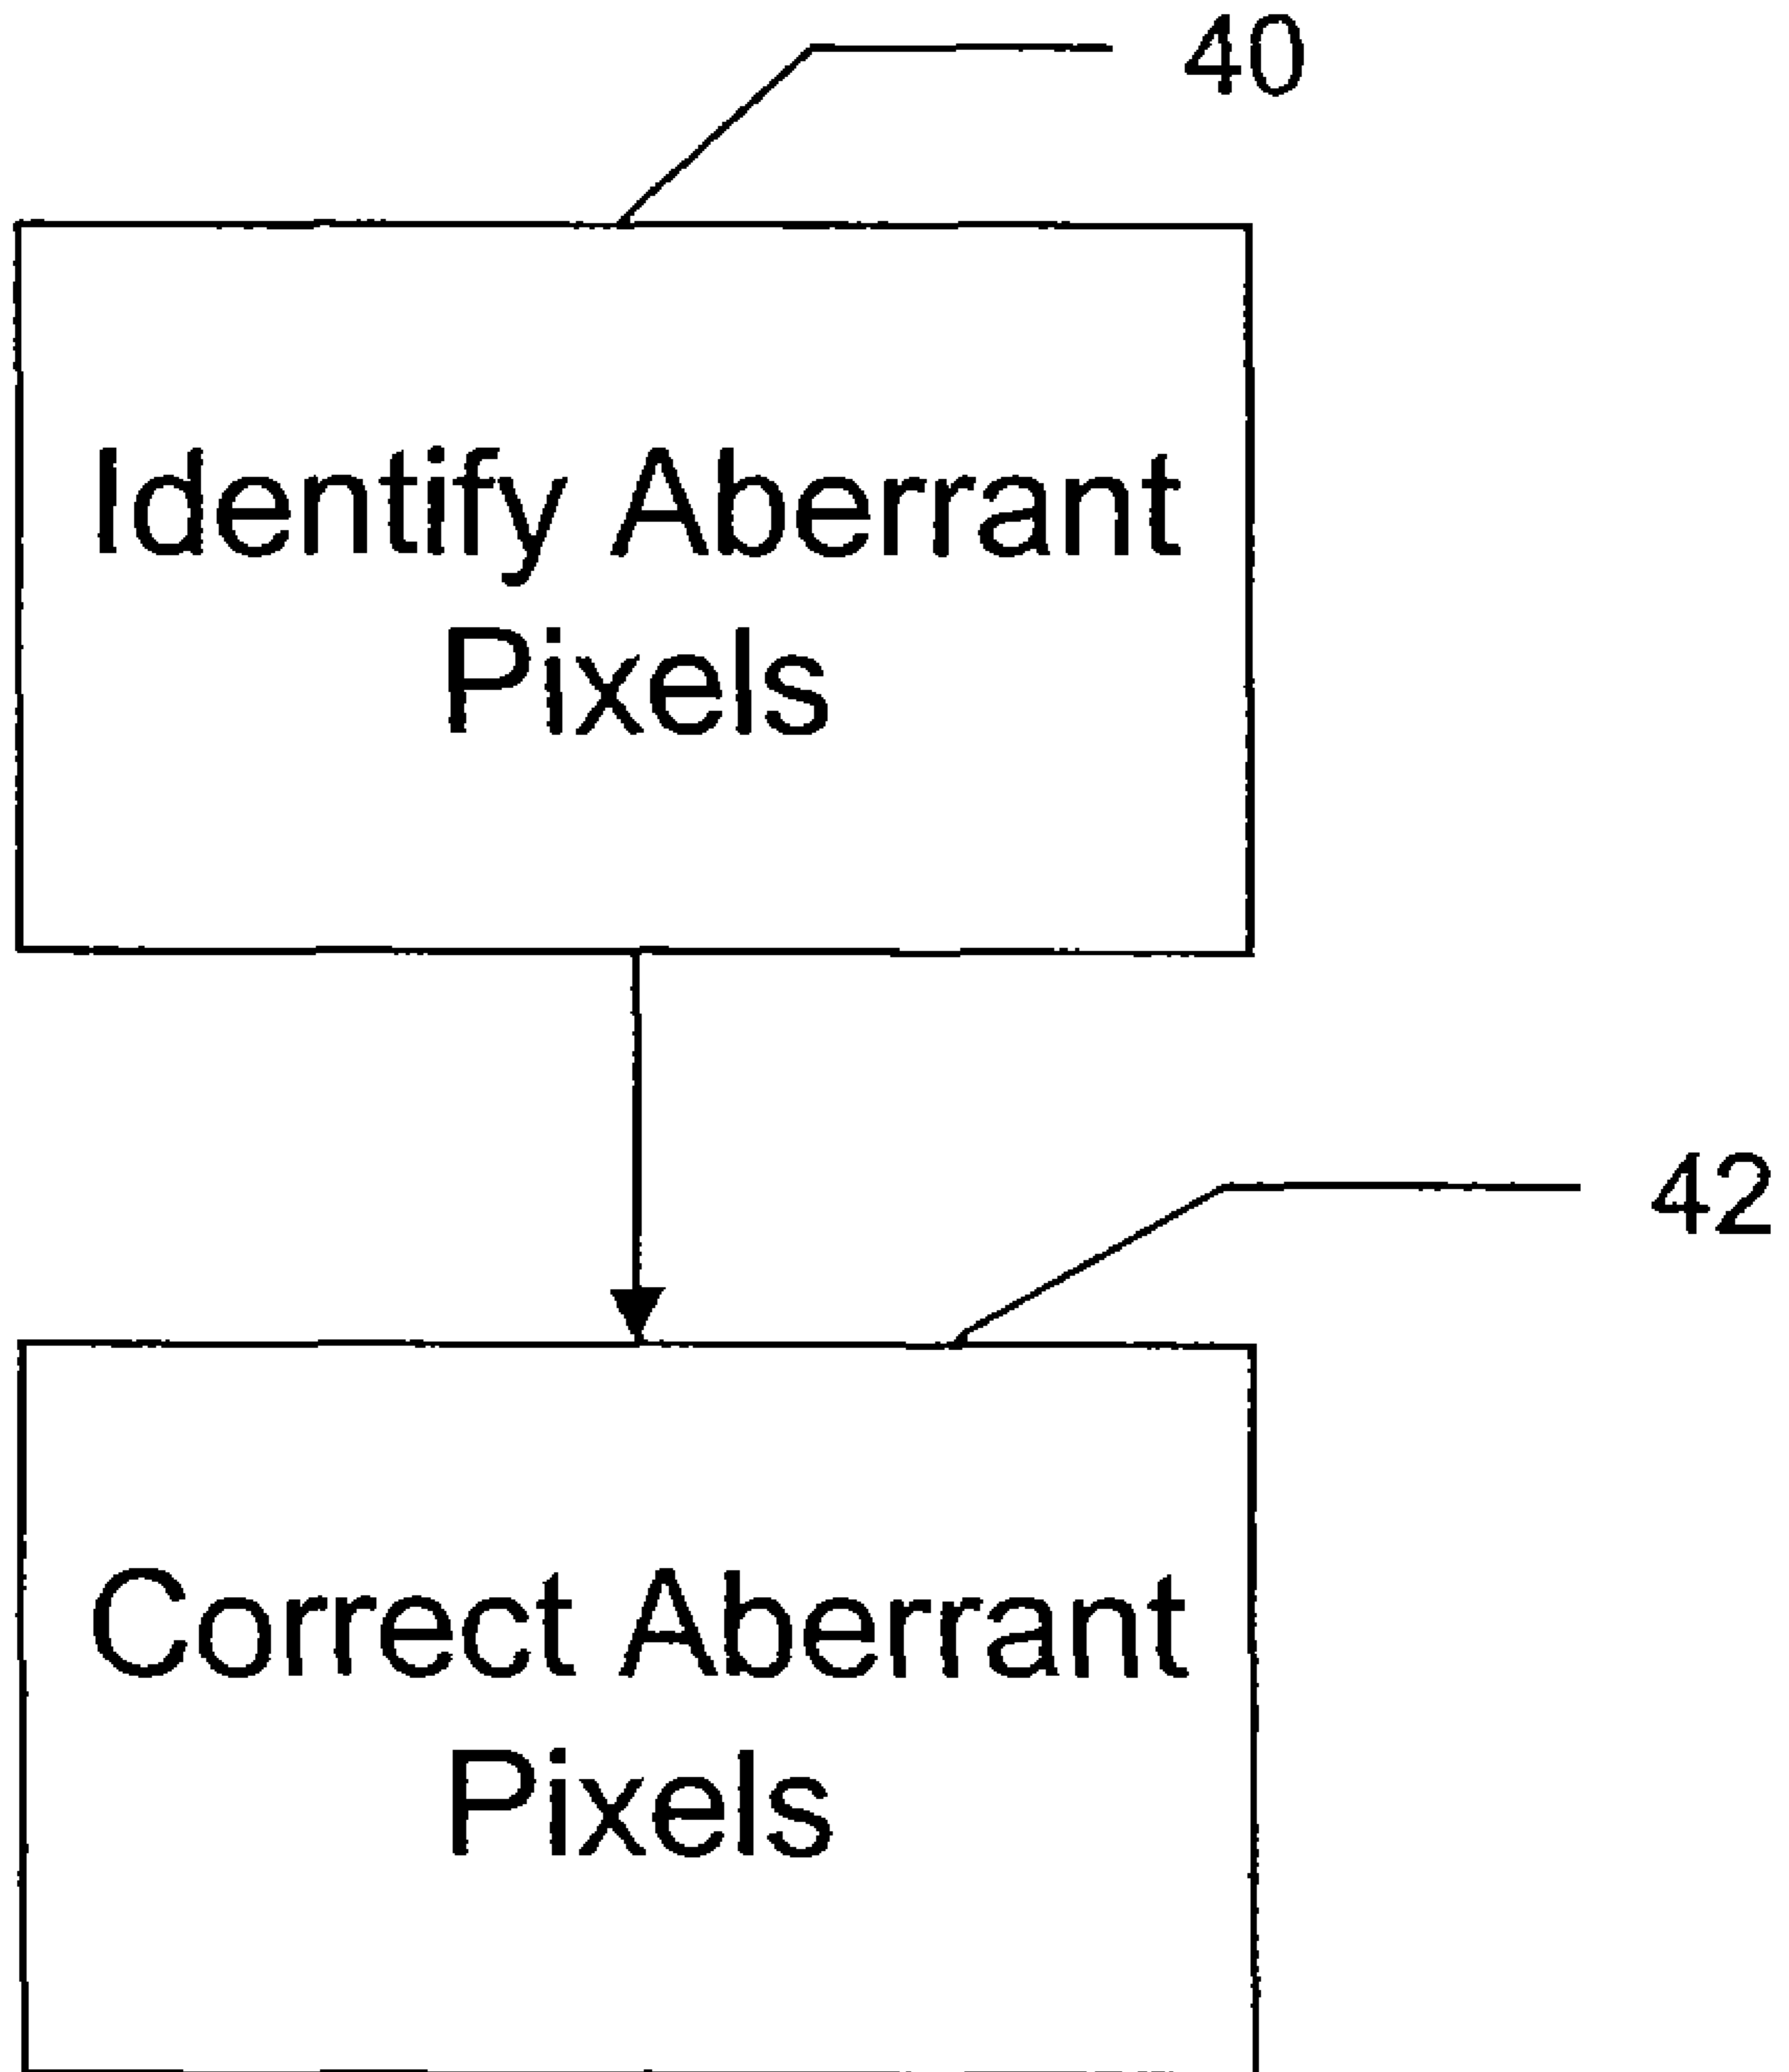 40
Identify Aberrant
Pixels
42
Correct Aberrant
Pixels